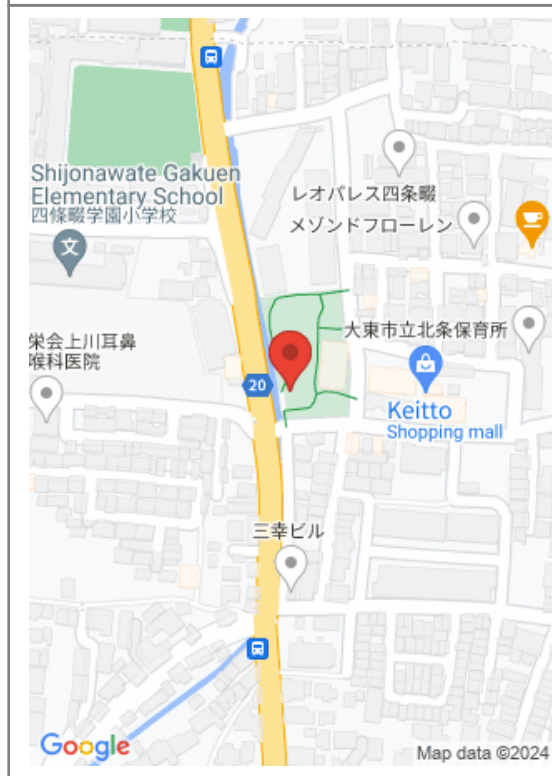 Shijonawate Gakuen
Elementary School
四條畷学園小学校
文
レオパレス四条畷
メゾンドフローレン
栄会上川耳鼻
喉科医院
大東市立北条保育所
20
Keitto
Shopping mall
三幸ビル
Google
Map data ©2024